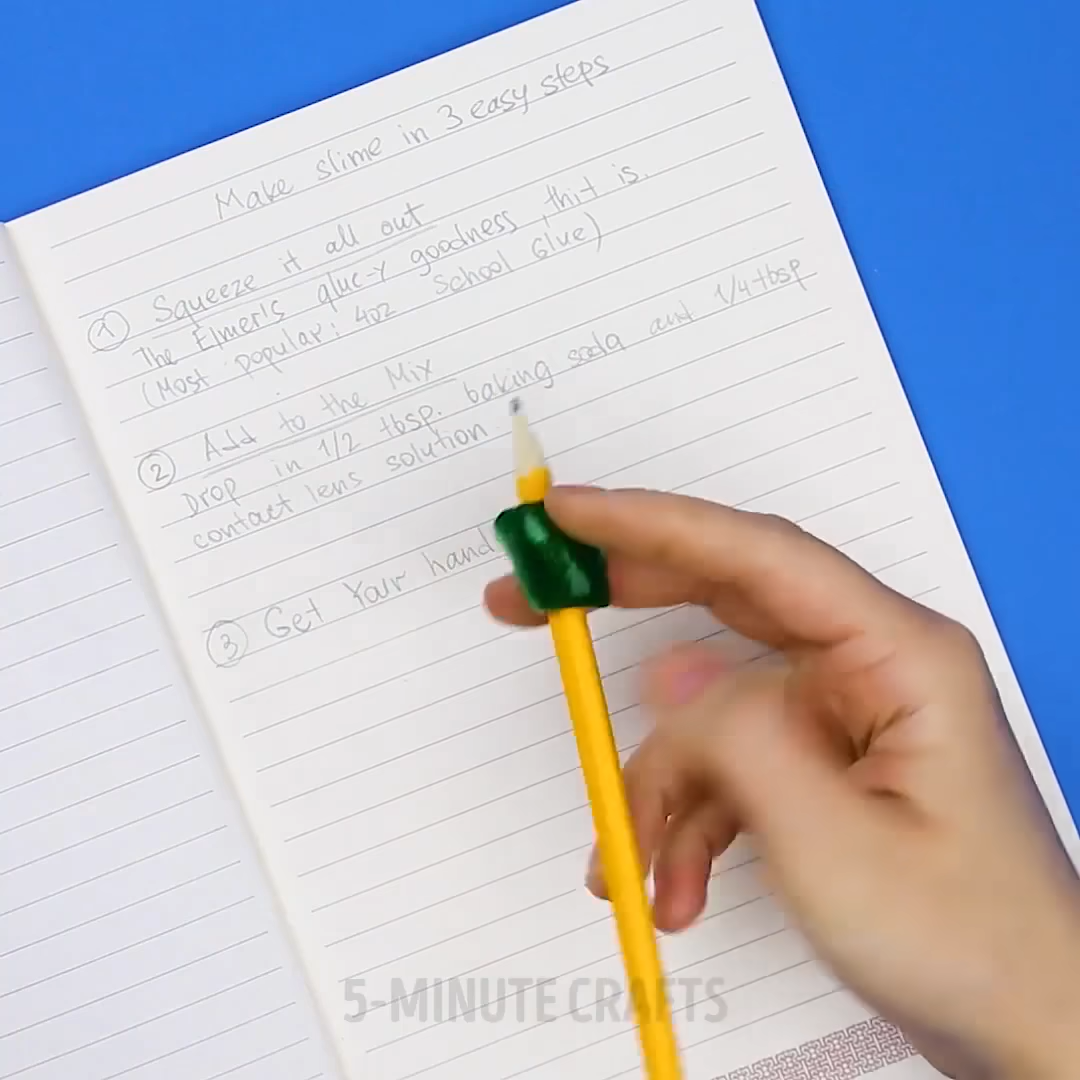 Make slime in 3 easy steps
1 Squeeze it all out
The Elmer's glue-y goodness, thit is.
(Most popular: 4oz School Glue)
2 Add to the Mix
Drop in 1/2 tbsp. baking soda and 1/4 tbsp
contact lens solution
3 Get Your hand
5-MINUTE CRAFTS